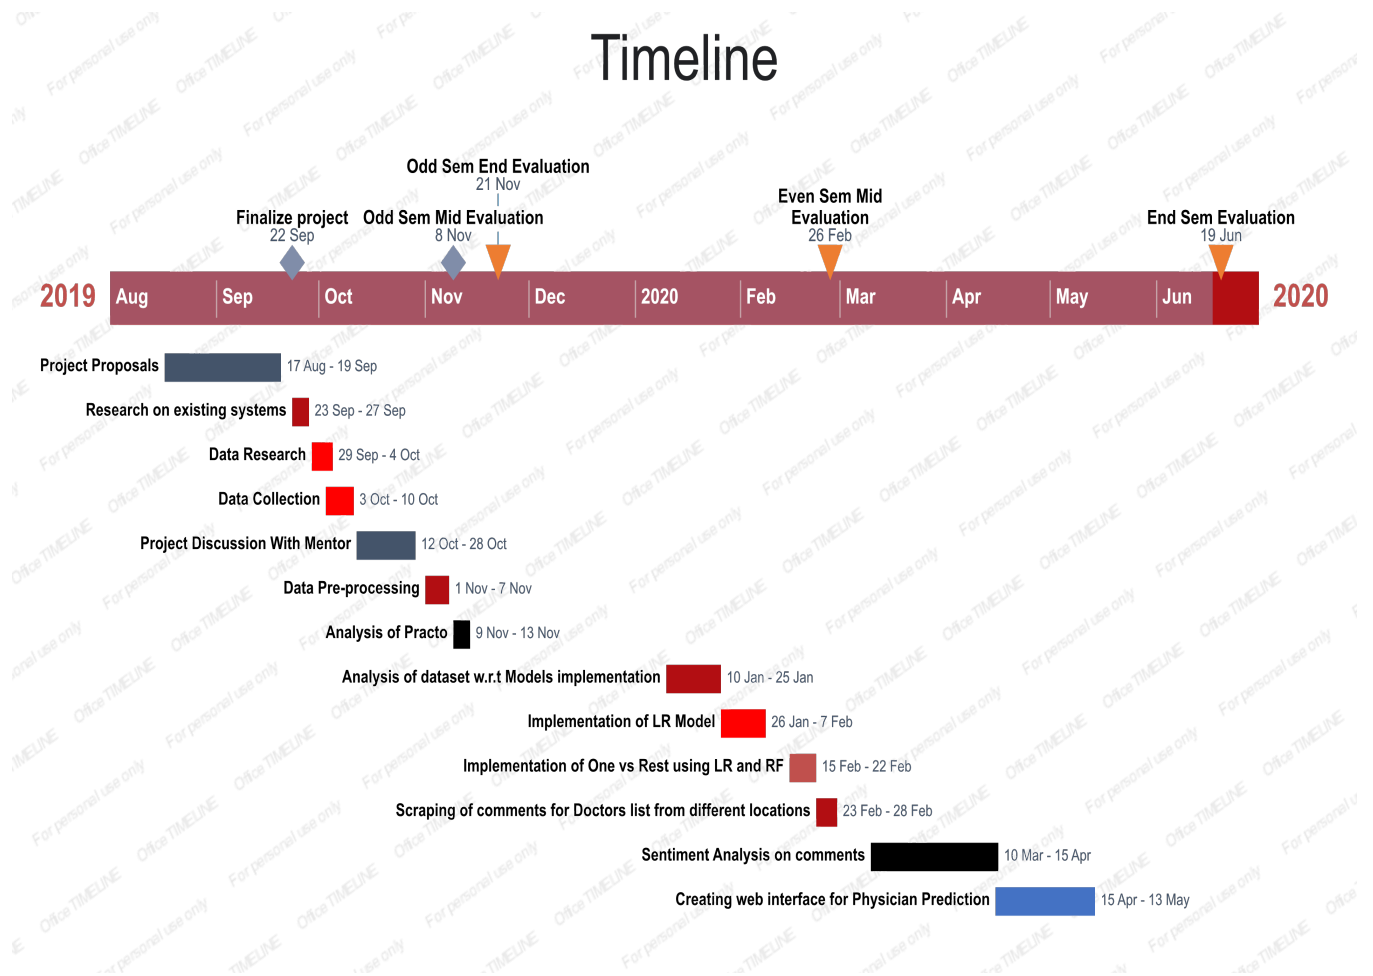 Timeline
Odd Sem End Evaluation
21 Nov
Even Sem Mid
Evaluation
26 Feb
Finalize project
22 Sep
Odd Sem Mid Evaluation
8 Nov
End Sem Evaluation
19 Jun
2019 Aug Sep Oct Nov Dec 2020 Feb Mar Apr May Jun 2020
Project Proposals 17 Aug - 19 Sep
Research on existing systems 23 Sep - 27 Sep
Data Research 29 Sep - 4 Oct
Data Collection 3 Oct - 10 Oct
Project Discussion With Mentor 12 Oct - 28 Oct
Data Pre-processing 1 Nov - 7 Nov
Analysis of Practo 9 Nov - 13 Nov
Analysis of dataset w.r.t Models implementation 10 Jan - 25 Jan
Implementation of LR Model 26 Jan - 7 Feb
Implementation of One vs Rest using LR and RF 15 Feb - 22 Feb
Scraping of comments for Doctors list from different locations 23 Feb - 28 Feb
Sentiment Analysis on comments 10 Mar - 15 Apr
Creating web interface for Physician Prediction 15 Apr - 13 May
Office TIMELINE
For personal use only